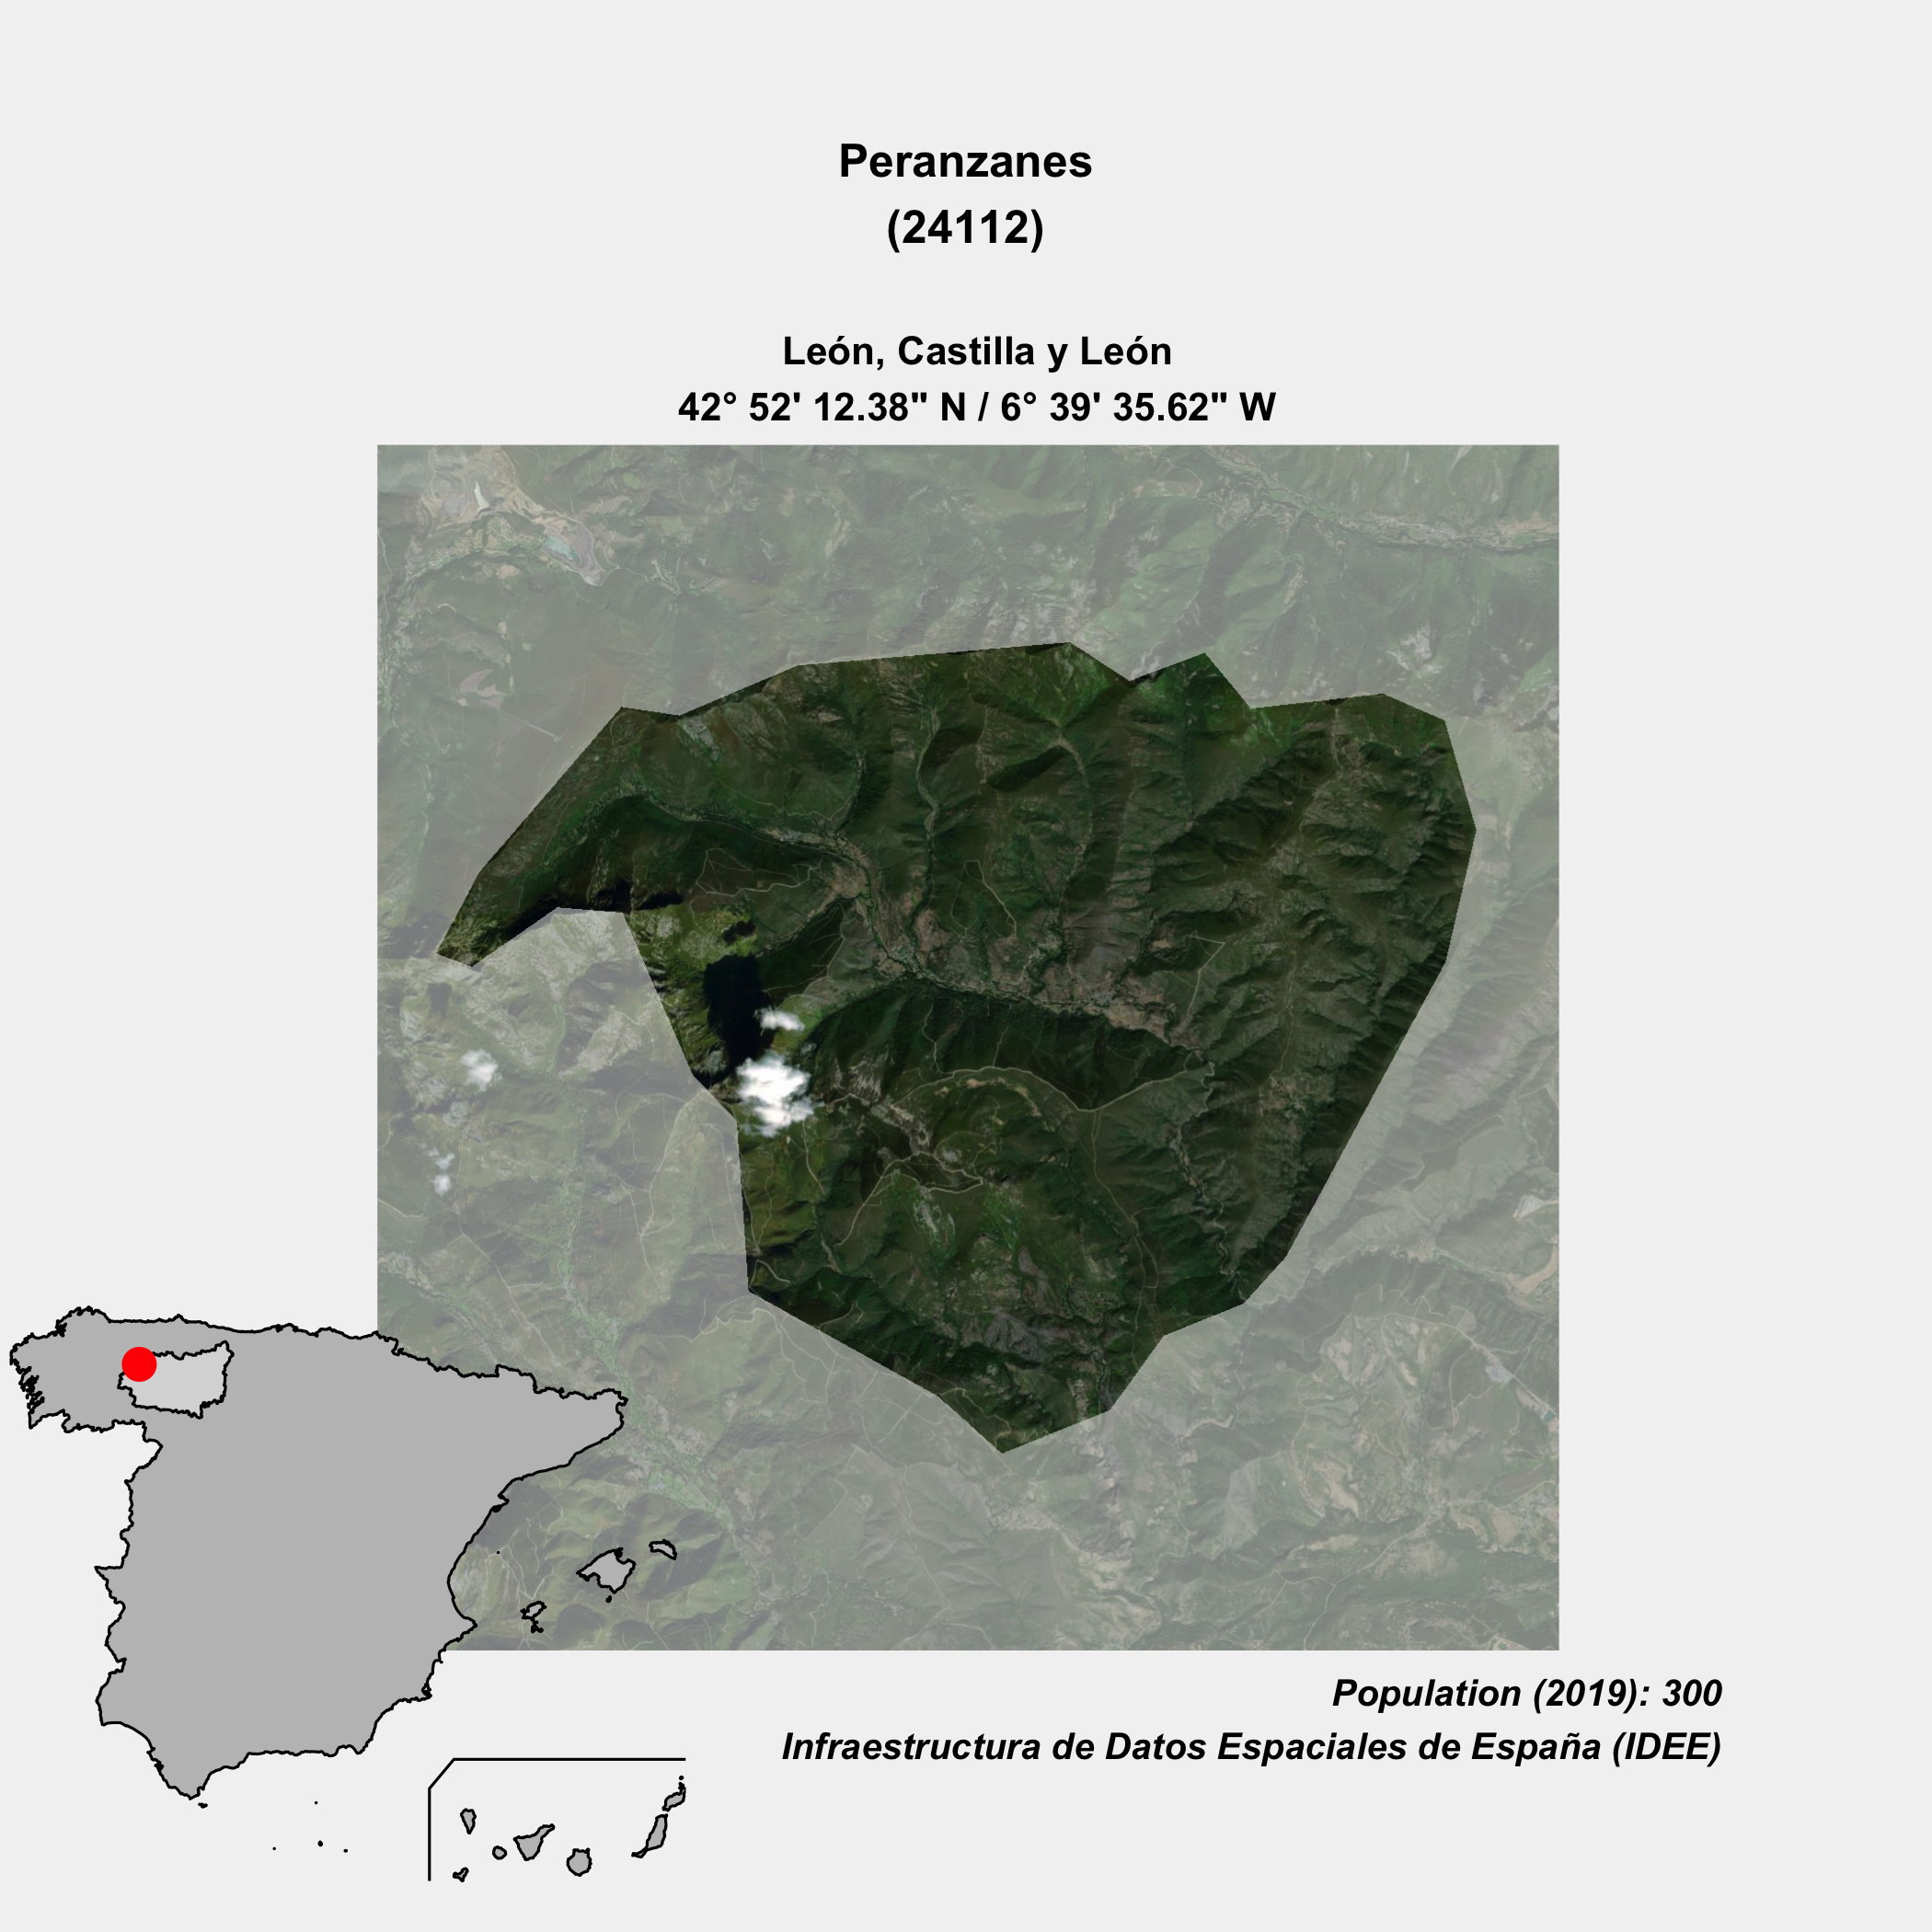 Peranzanes
(24112)
León, Castilla y León
42° 52' 12.38" N / 6° 39' 35.62" W
Population (2019): 300
Infraestructura de Datos Espaciales de España (IDEE)